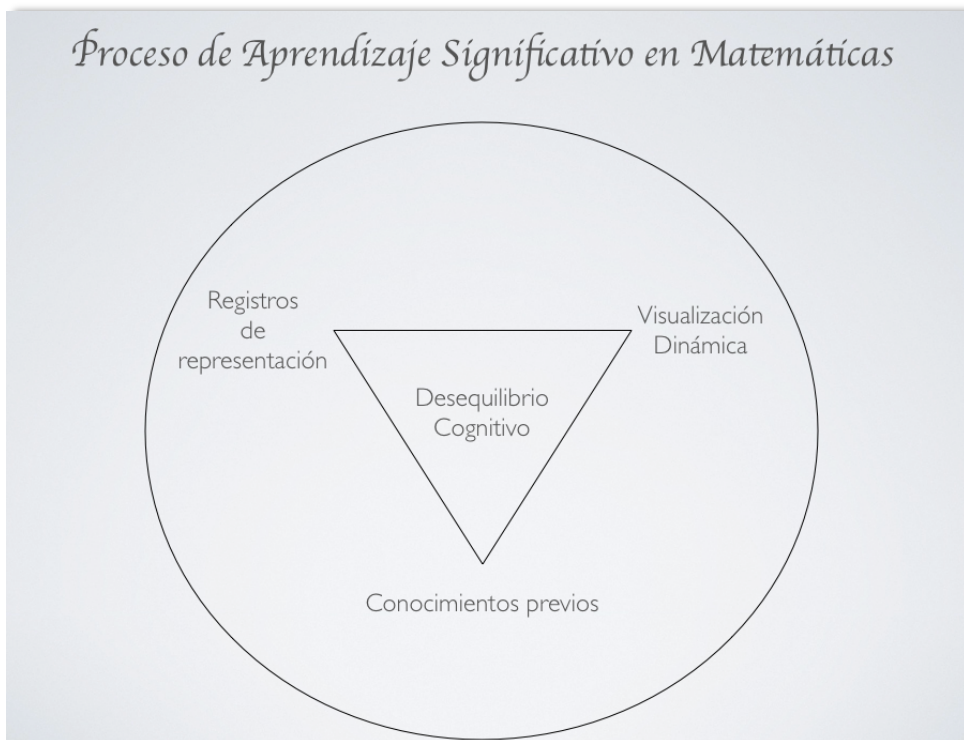 Proceso de Aprendizaje Significativo en Matemáticas
Registros
de
representación
Visualización
Dinámica
Desequilibrio
Cognitivo
Conocimientos previos